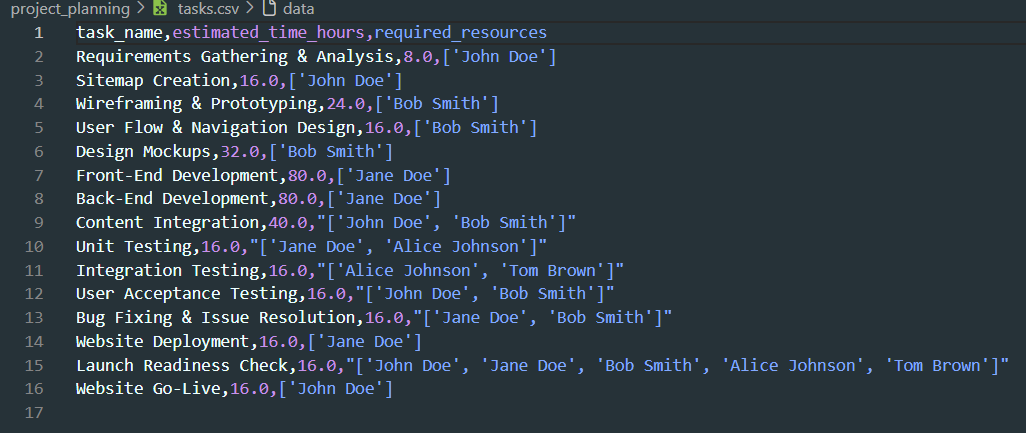 project_planning > tasks.csv > data
1 task_name,estimated_time_hours,required_resources
2 Requirements Gathering & Analysis,8.0,['John Doe']
3 Sitemap Creation,16.0,['John Doe']
4 Wireframing & Prototyping,24.0,['Bob Smith']
5 User Flow & Navigation Design,16.0,['Bob Smith']
6 Design Mockups,32.0,['Bob Smith']
7 Front-End Development,80.0,['Jane Doe']
8 Back-End Development,80.0,['Jane Doe']
9 Content Integration,40.0,"['John Doe', 'Bob Smith']"
10 Unit Testing,16.0,"['Jane Doe', 'Alice Johnson']"
11 Integration Testing,16.0,"['Alice Johnson', 'Tom Brown']"
12 User Acceptance Testing,16.0,"['John Doe', 'Bob Smith']"
13 Bug Fixing & Issue Resolution,16.0,"['Jane Doe', 'Bob Smith']"
14 Website Deployment,16.0,['Jane Doe']
15 Launch Readiness Check,16.0,"['John Doe', 'Jane Doe', 'Bob Smith', 'Alice Johnson', 'Tom Brown']"
16 Website Go-Live,16.0,['John Doe']
17